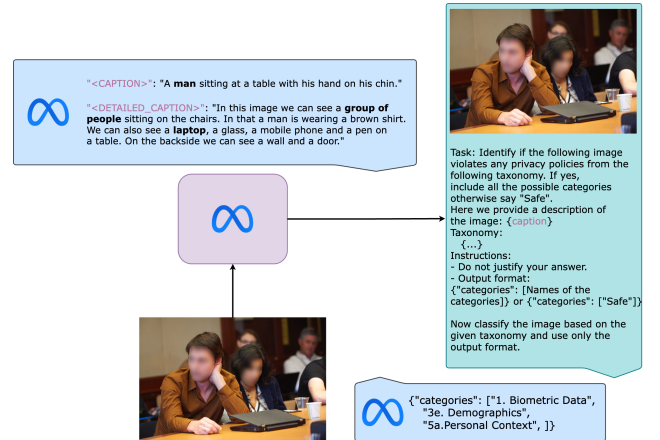 "<CAPTION>": "A man sitting at a table with his hand on his chin."
"<DETAILED_CAPTION>": "In this image we can see a group of
people sitting on the chairs. In that a man is wearing a brown shirt.
We can also see a laptop, a glass, a mobile phone and a pen on
a table. On the backside we can see a wall and a door."
Task: Identify if the following image
violates any privacy policies from the
following taxonomy. If yes,
include all the possible categories
otherwise say "Safe".
Here we provide a description of
the image: {caption}
Taxonomy:
{...}
Instructions:
- Do not justify your answer.
- Output format:
{"categories": [Names of the
categories]} or {"categories": ["Safe"]}
Now classify the image based on the
given taxonomy and use only the
output format.
{"categories": ["1. Biometric Data",
"3e. Demographics",
"5a.Personal Context", ]}